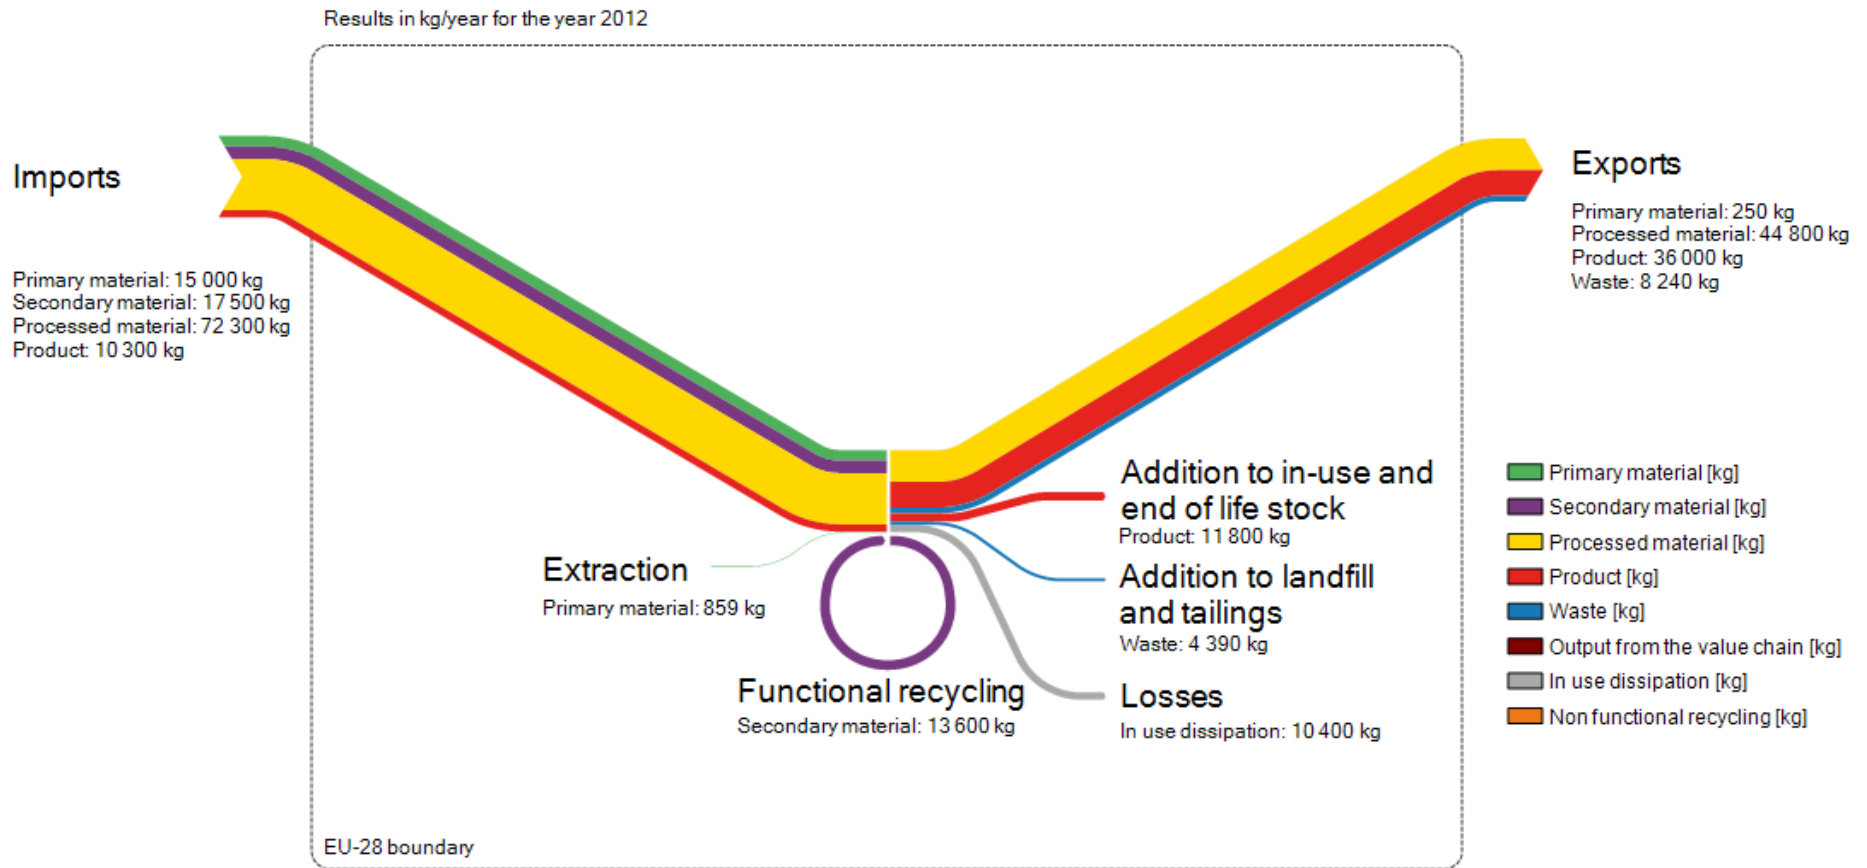 Results in kg/year for the year 2012
Imports
Primary material: 15 000 kg
Secondary material: 17 500 kg
Processed material: 72 300 kg
Product: 10 300 kg
Exports
Primary material: 250 kg
Processed material: 44 800 kg
Product: 36 000 kg
Waste: 8 240 kg
Extraction
Primary material: 859 kg
Functional recycling
Secondary material: 13 600 kg
Addition to in-use and
end of life stock
Product: 11 800 kg
Addition to landfill
and tailings
Waste: 4 390 kg
Losses
In use dissipation: 10 400 kg
Primary material [kg]
Secondary material [kg]
Processed material [kg]
Product [kg]
Waste [kg]
Output from the value chain [kg]
In use dissipation [kg]
Non functional recycling [kg]
EU-28 boundary